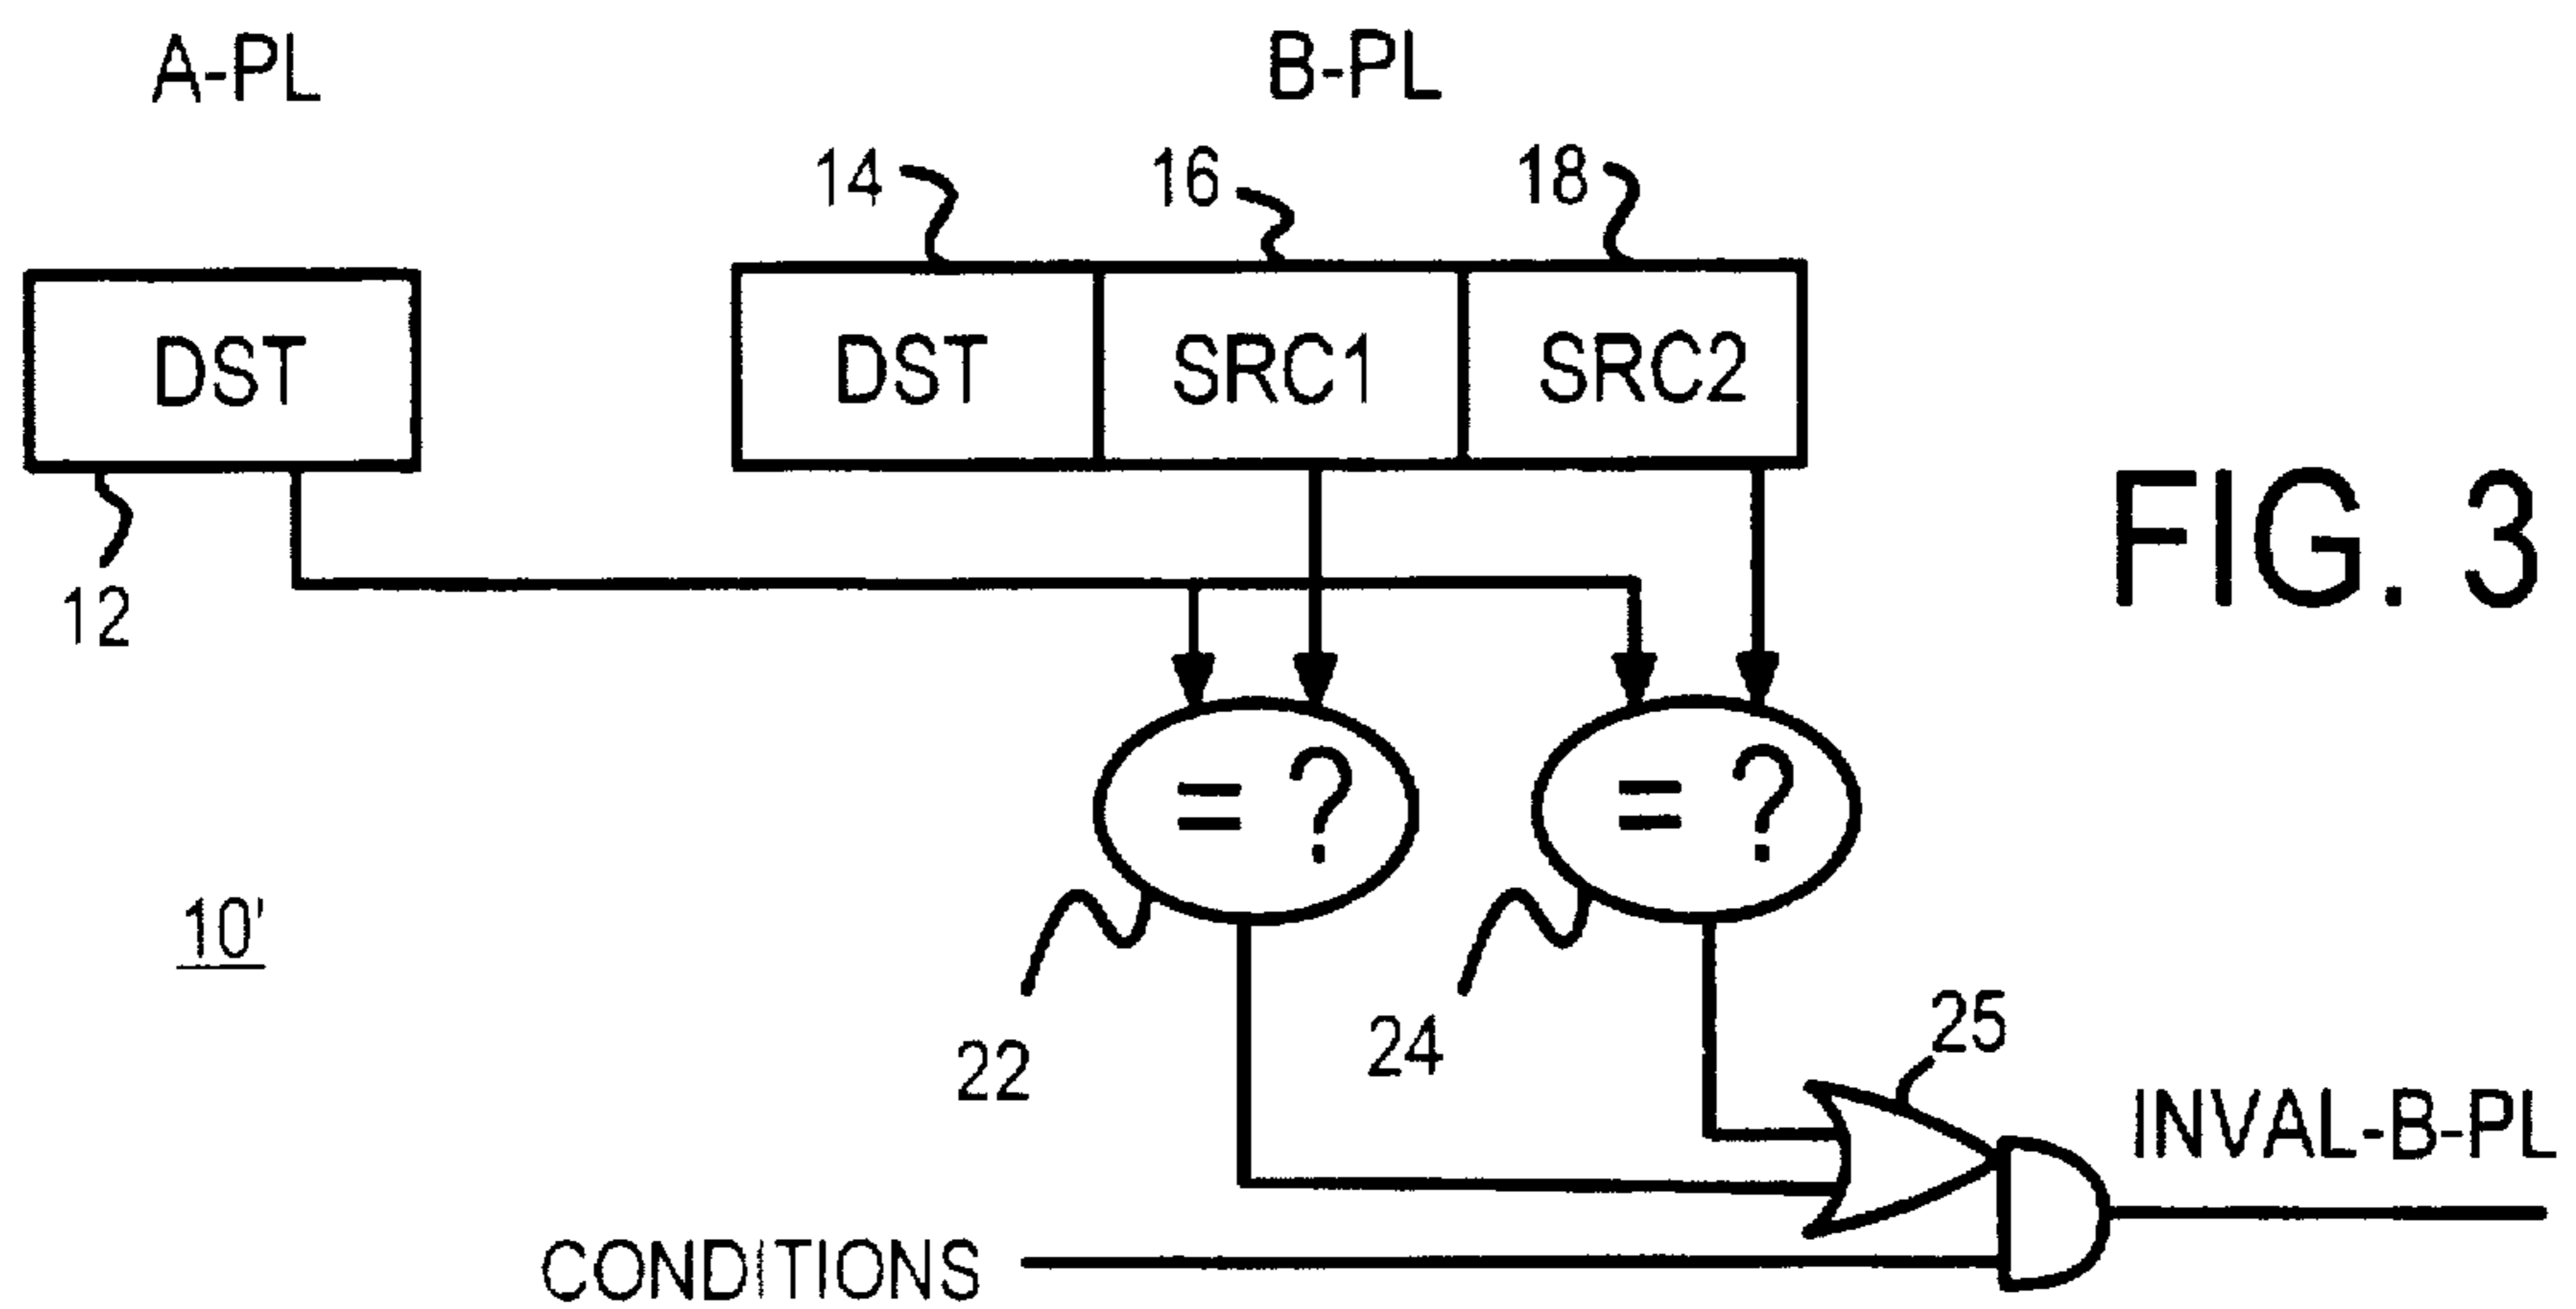 A-PL
B-PL
14
16
18
DST
DST
SRC1
SRC2
FIG. 3
12
= ?
= ?
10'
22
24
25
INVAL-B-PL
CONDITIONS